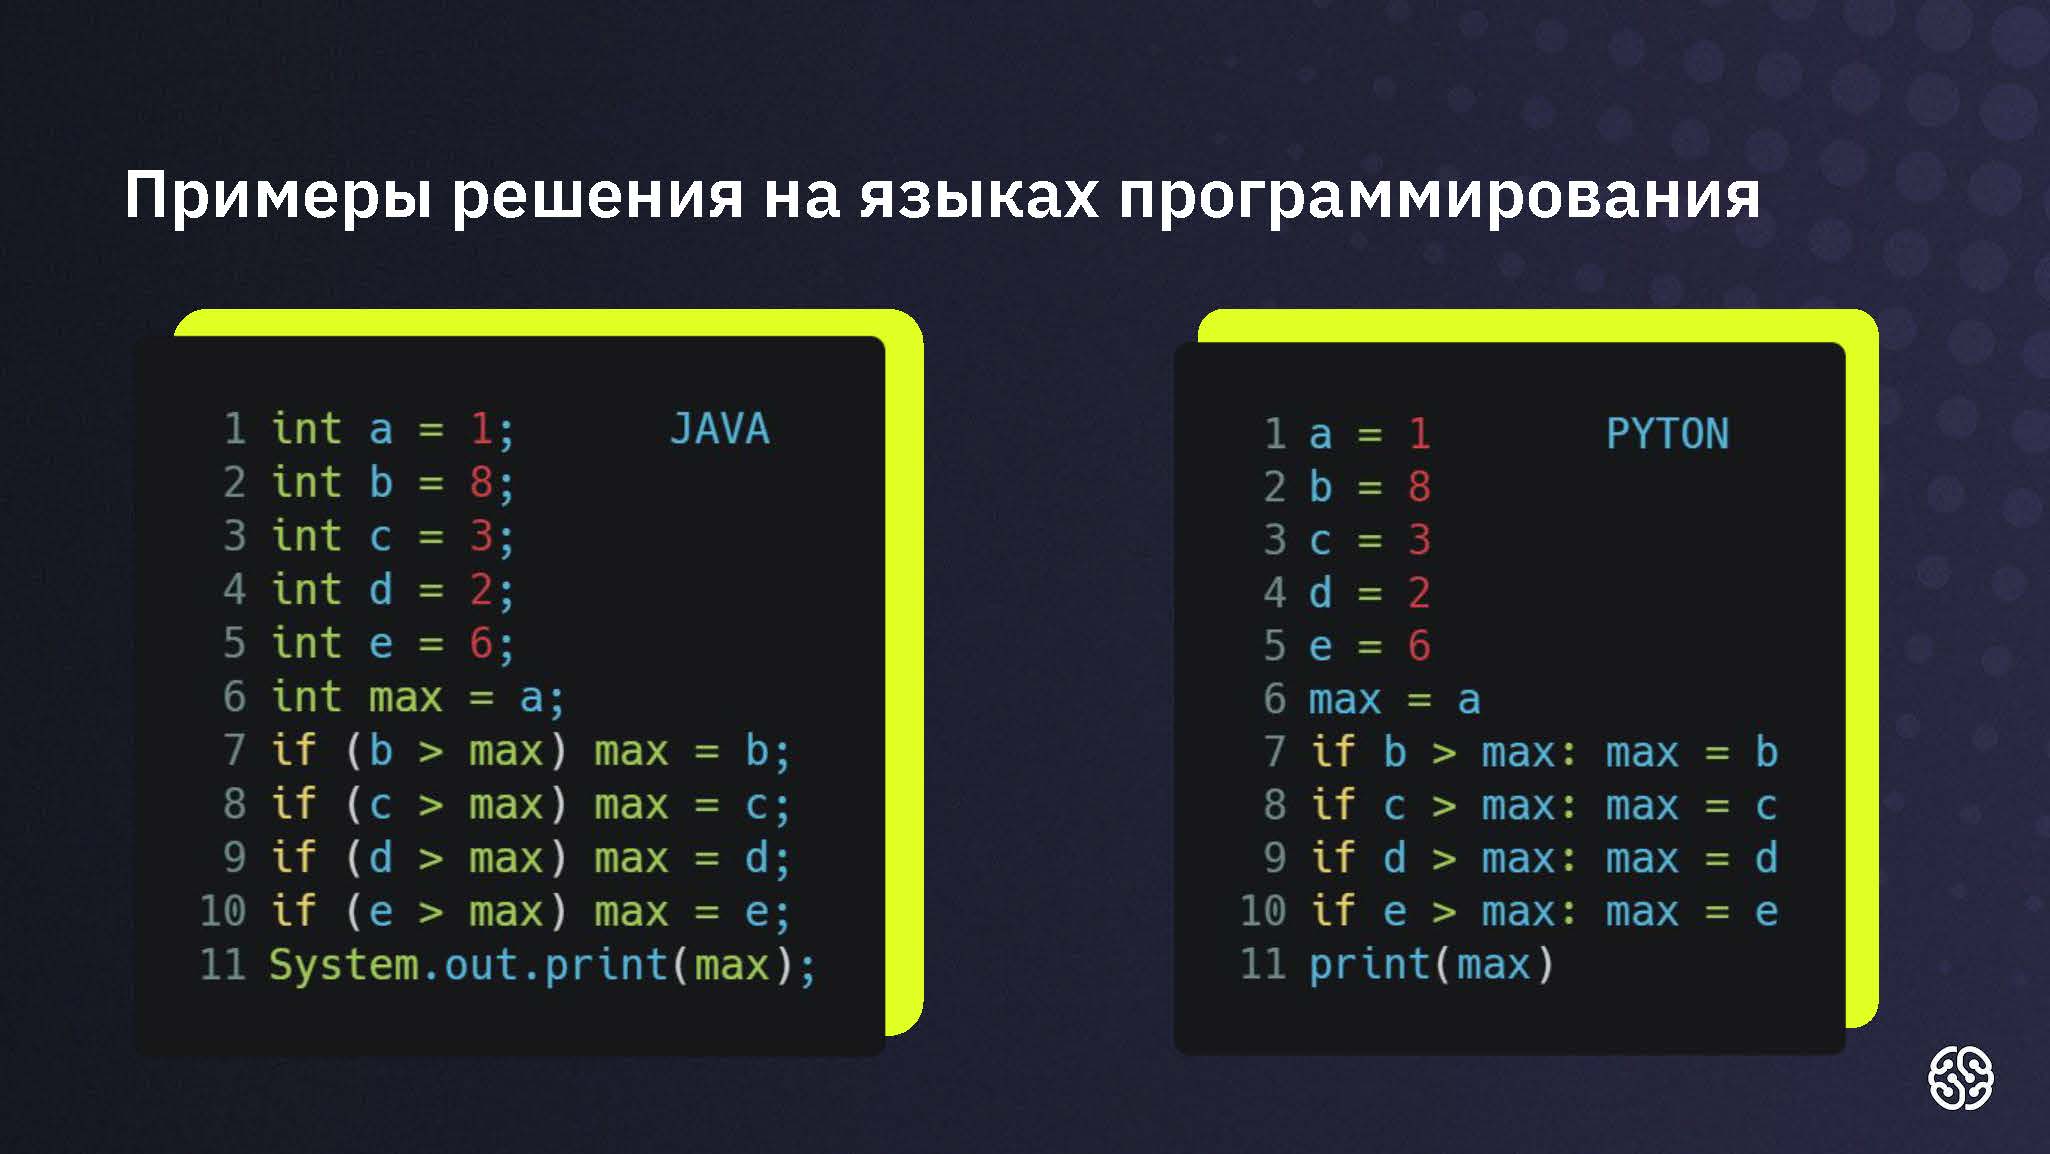 Примеры решения на языках программирования
1 int a = 1; JAVA
2 int b = 8;
3 int c = 3;
4 int d = 2;
5 int e = 6;
6 int max = a;
7 if (b > max) max = b;
8 if (c > max) max = c;
9 if (d > max) max = d;
10 if (e > max) max = e;
11 System.out.print(max);
1 a = 1 PYTON
2 b = 8
3 c = 3
4 d = 2
5 e = 6
6 max = a
7 if b > max: max = b
8 if c > max: max = c
9 if d > max: max = d
10 if e > max: max = e
11 print(max)